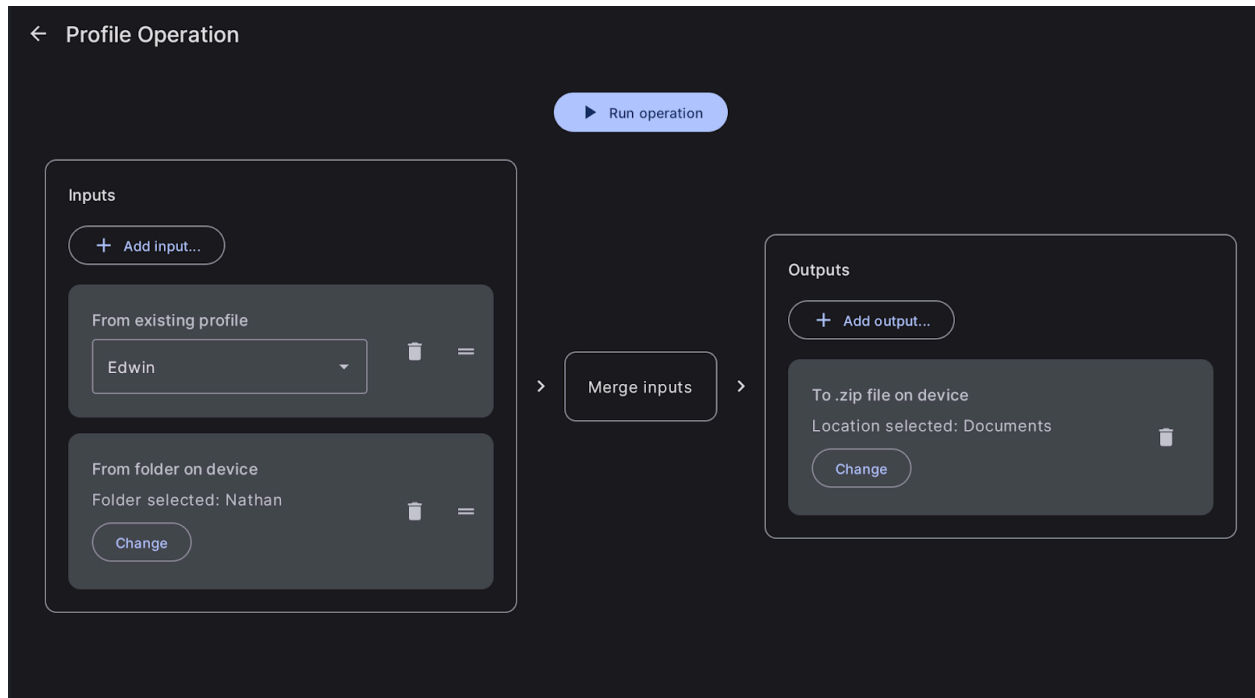 Profile Operation
Run operation
Inputs
Add input...
From existing profile
Edwin
From folder on device
Folder selected: Nathan
Change
Merge inputs
Outputs
Add output...
To .zip file on device
Location selected: Documents
Change